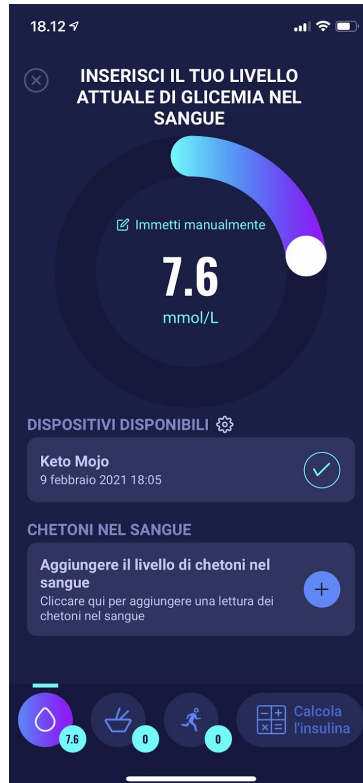 18.12
INSERISCI IL TUO LIVELLO
ATTUALE DI GLICEMIA NEL
SANGUE
Immetti manualmente
7.6
mmol/L
DISPOSITIVI DISPONIBILI
Keto Mojo
9 febbraio 2021 18:05
CHETONI NEL SANGUE
Aggiungere il livello di chetoni nel
sangue
Cliccare qui per aggiungere una lettura dei
chetoni nel sangue
7.6
0
0
Calcola
l'insulina